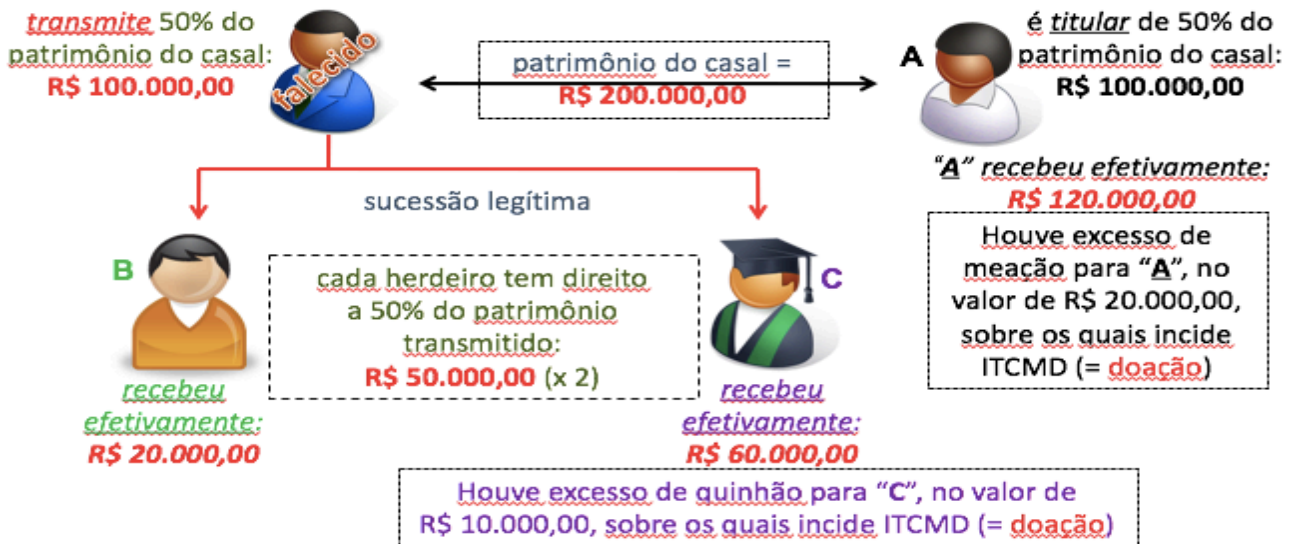 transmite 50% do
patrimônio do casal:
R$ 100.000,00
falecido
patrimônio do casal =
R$ 200.000,00
A
é titular de 50% do
patrimônio do casal:
R$ 100.000,00
"A" recebeu efetivamente:
R$ 120.000,00
Houve excesso de
meação para "A", no
valor de R$ 20.000,00,
sobre os quais incide
ITCMD (= doação)
sucessão legítima
B
cada herdeiro tem direito
a 50% do patrimônio
transmitido:
R$ 50.000,00 (x 2)
C
recebeu
efetivamente:
R$ 20.000,00
recebeu
efetivamente:
R$ 60.000,00
Houve excesso de quinhão para "C", no valor de
R$ 10.000,00, sobre os quais incide ITCMD (= doação)